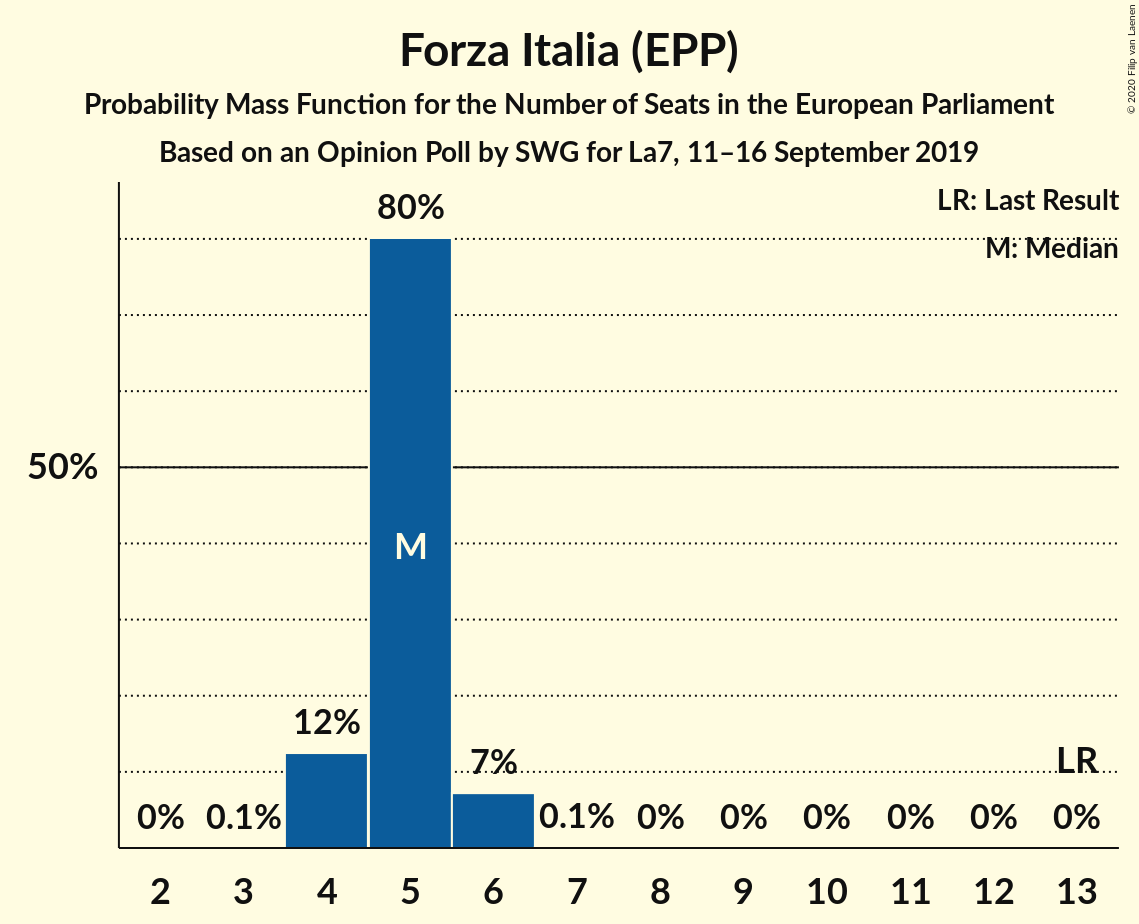 Forza Italia (EPP)
Probability Mass Function for the Number of Seats in the European Parliament
Based on an Opinion Poll by SWG for La7, 11–16 September 2019
© 2020 Filip van Laenen
LR: Last Result
M: Median
80%
50%
M
12%
7%
LR
0% 0.1% 0.1% 0% 0% 0% 0% 0% 0%
2 3 4 5 6 7 8 9 10 11 12 13